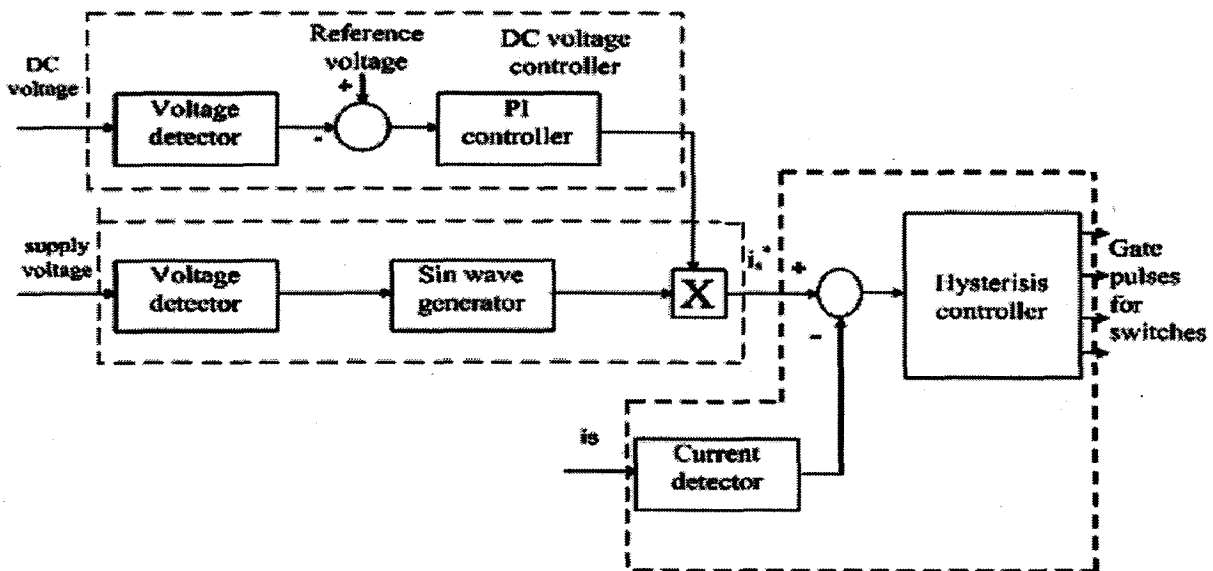 Reference
voltage
DC voltage
controller
DC
voltage
+
Voltage
detector
-
PI
controller
supply
voltage
Voltage
detector
Sin wave
generator
X
is*
+
-
Hysterisis
controller
Gate
pulses
for
switches
is
Current
detector